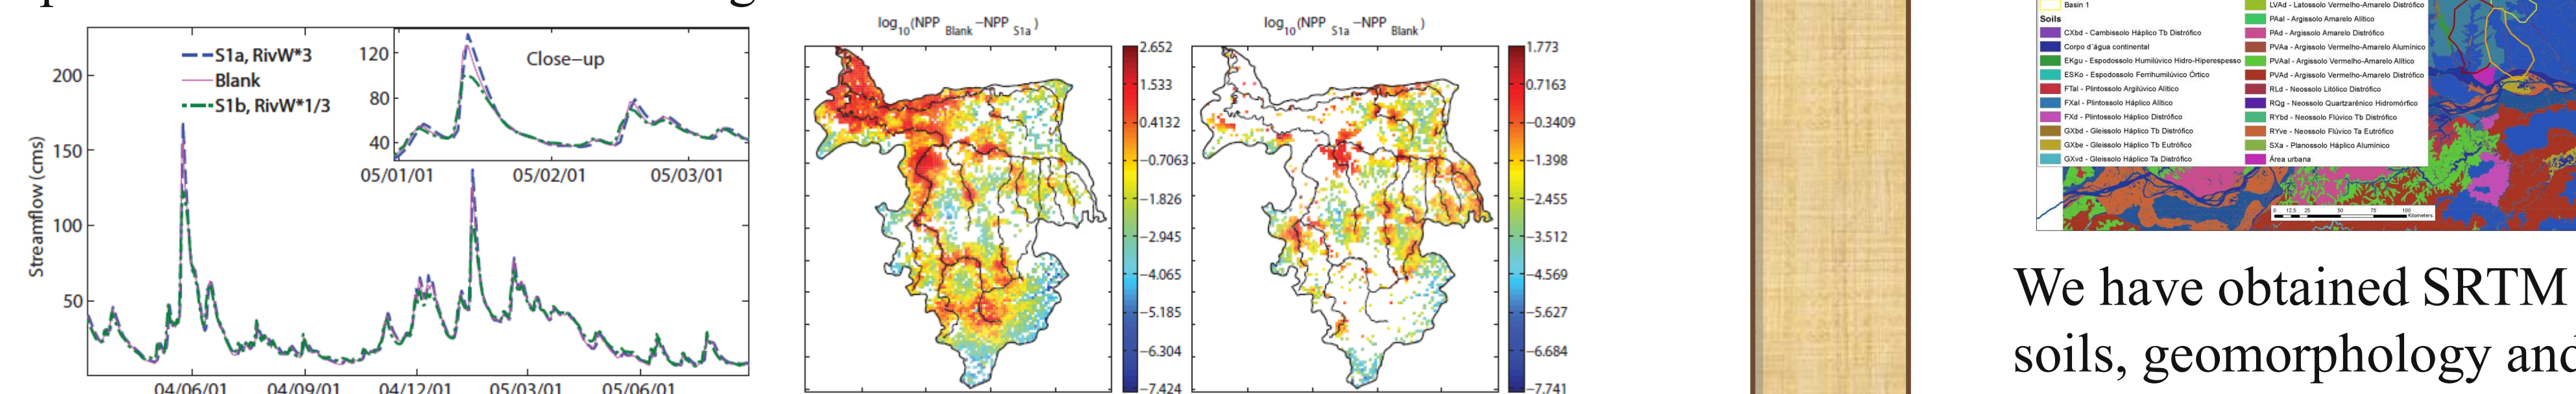 S1a, RivW*3
Blank
S1b, RivW*1/3
Close-up
120
80
40
05/01/01
05/02/01
05/03/01
Streamflow (cms)
200
150
100
50
04/06/01
04/09/01
04/12/01
05/03/01
05/06/01
log10(NPP Blank-NPP S1a)
2.652
1.533
0.4132
-0.7063
-1.826
-2.945
-4.065
-5.185
-6.304
-7.424
log10(NPP S1a-NPP Blank)
1.773
0.7163
-0.3409
-1.398
-2.455
-3.512
-4.569
-5.627
-6.684
-7.741
Basin 1
Soils
CXbd - Cambissolo Háplico Tb Distrófico
Corpo d´água continental
EKgu - Espodossolo Humilúvico Hidro-Hiperespesso
ESKo - Espodossolo Ferrihumilúvico Órtico
FTal - Plintossolo Argilúvico Alítico
FXal - Plintossolo Háplico Alítico
FXd - Plintossolo Háplico Distrófico
GXbd - Gleissolo Háplico Tb Distrófico
GXbe - Gleissolo Háplico Tb Eutrófico
GXvd - Gleissolo Háplico Ta Distrófico
LVAd - Latossolo Vermelho-Amarelo Distrófico
PAal - Argissolo Amarelo Alítico
PAd - Argissolo Amarelo Distrófico
PVAa - Argissolo Vermelho-Amarelo Alumínico
PVAal - Argissolo Vermelho-Amarelo Alítico
PVAd - Argissolo Vermelho-Amarelo Distrófico
RLd - Neossolo Litólico Distrófico
RQg - Neossolo Quartzarênico Hidromórfico
RYbd - Neossolo Flúvico Tb Distrófico
RYve - Neossolo Flúvico Ta Eutrófico
SXa - Planossolo Háplico Alumínico
Área urbana
0 12.5 25 50 75 100
Kilometers
We have obtained SRTM
soils, geomorphology and